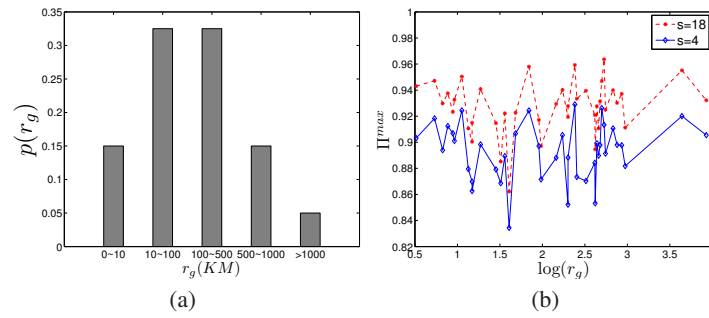 0.35
0.3
0.25
0.2
0.15
0.1
0.05
0
p(r_g)
0~10 10~100 100~500 500~1000 >1000
r_g(KM)
(a)
1
0.98
0.96
0.94
0.92
0.9
0.88
0.86
0.84
0.82
Π^max
s=18
s=4
0.5 1 1.5 2 2.5 3 3.5
log(r_g)
(b)